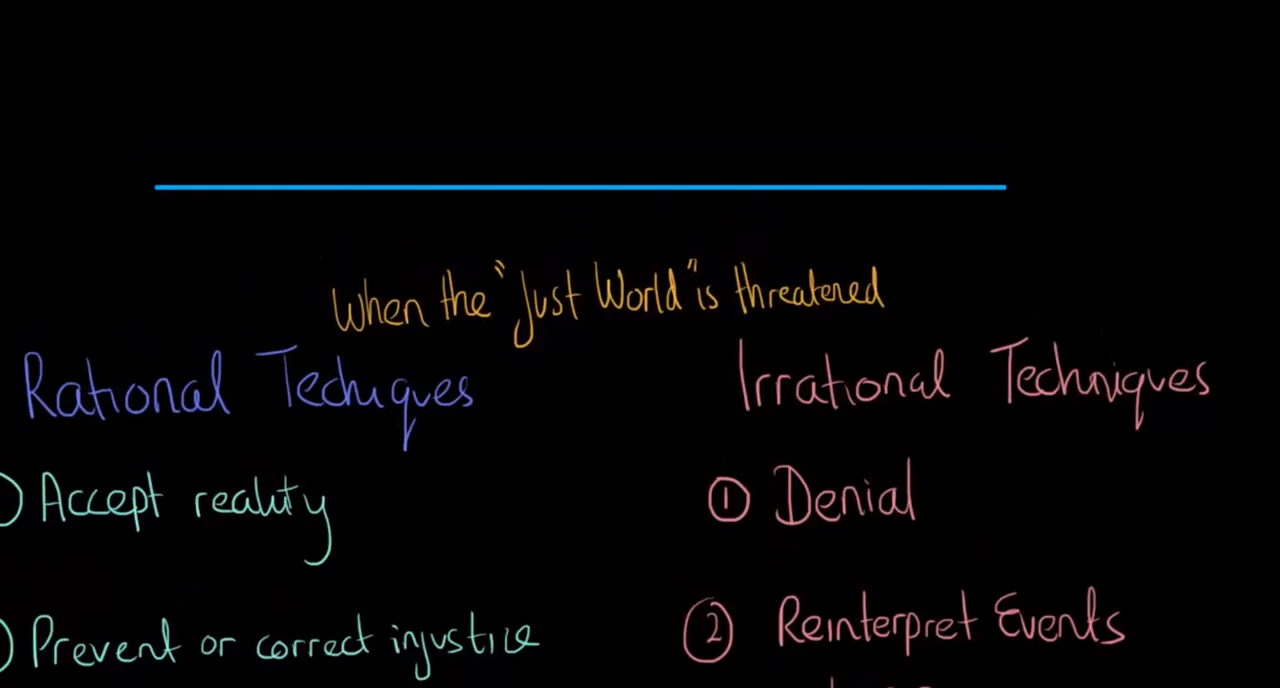 When the "Just World" is threatened
Rational Techiques
Irrational Techniques
Accept reality
① Denial
Prevent or correct injustice
② Reinterpret Events